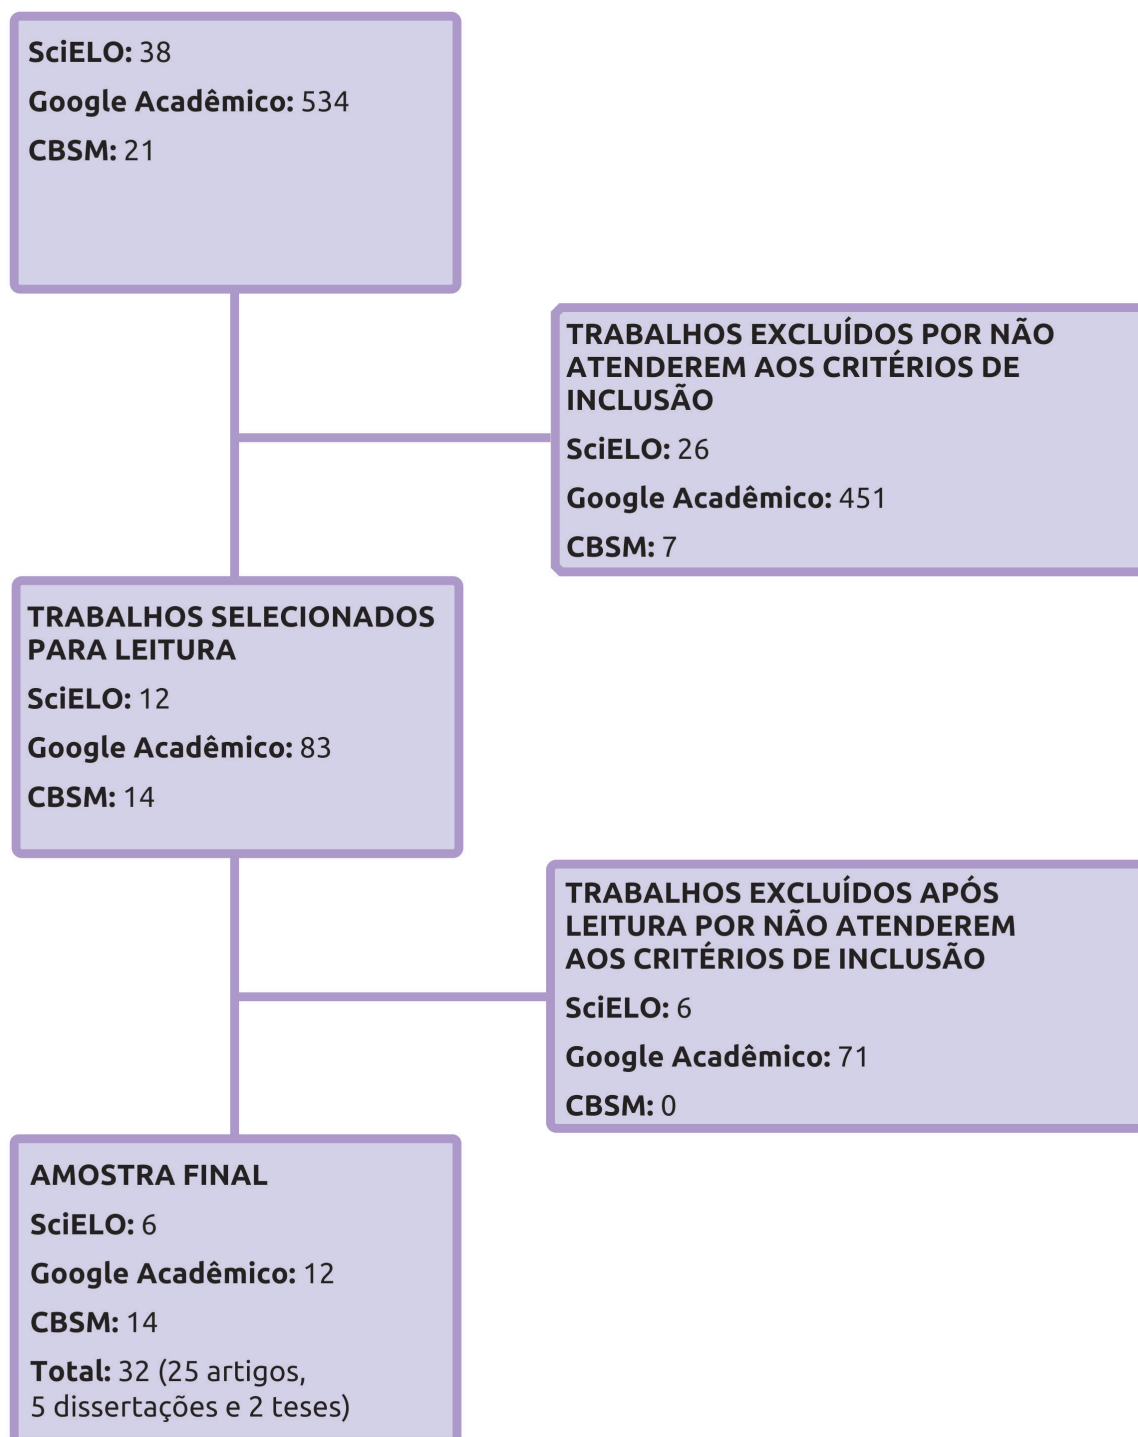 SciELO: 38
Google Acadêmico: 534
CBSM: 21
TRABALHOS EXCLUÍDOS POR NÃO
ATENDEREM AOS CRITÉRIOS DE
INCLUSÃO
SciELO: 26
Google Acadêmico: 451
CBSM: 7
TRABALHOS SELECIONADOS
PARA LEITURA
SciELO: 12
Google Acadêmico: 83
CBSM: 14
TRABALHOS EXCLUÍDOS APÓS
LEITURA POR NÃO ATENDEREM
AOS CRITÉRIOS DE INCLUSÃO
SciELO: 6
Google Acadêmico: 71
CBSM: 0
AMOSTRA FINAL
SciELO: 6
Google Acadêmico: 12
CBSM: 14
Total: 32 (25 artigos,
5 dissertações e 2 teses)